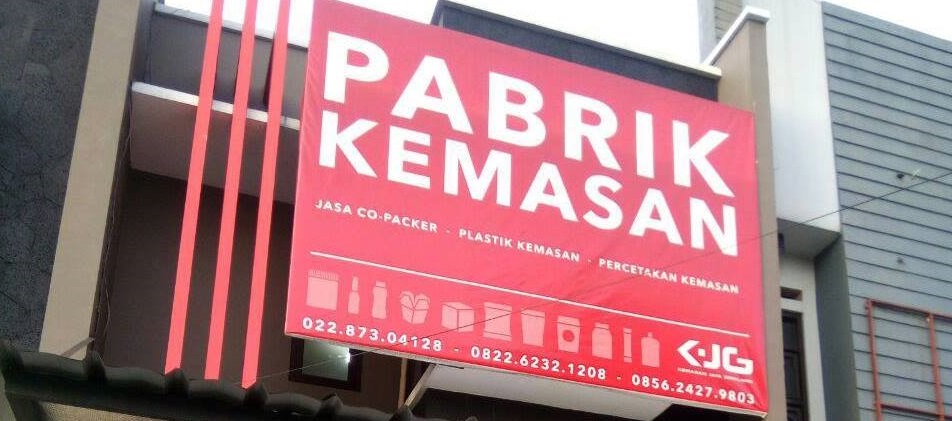 PABRIK
KEMASAN
JASA CO-PACKER - PLASTIK KEMASAN - PERCETAKAN KEMASAN
KJG
022.873.04128 - 0822.6232.1208 - 0856.2427.9803